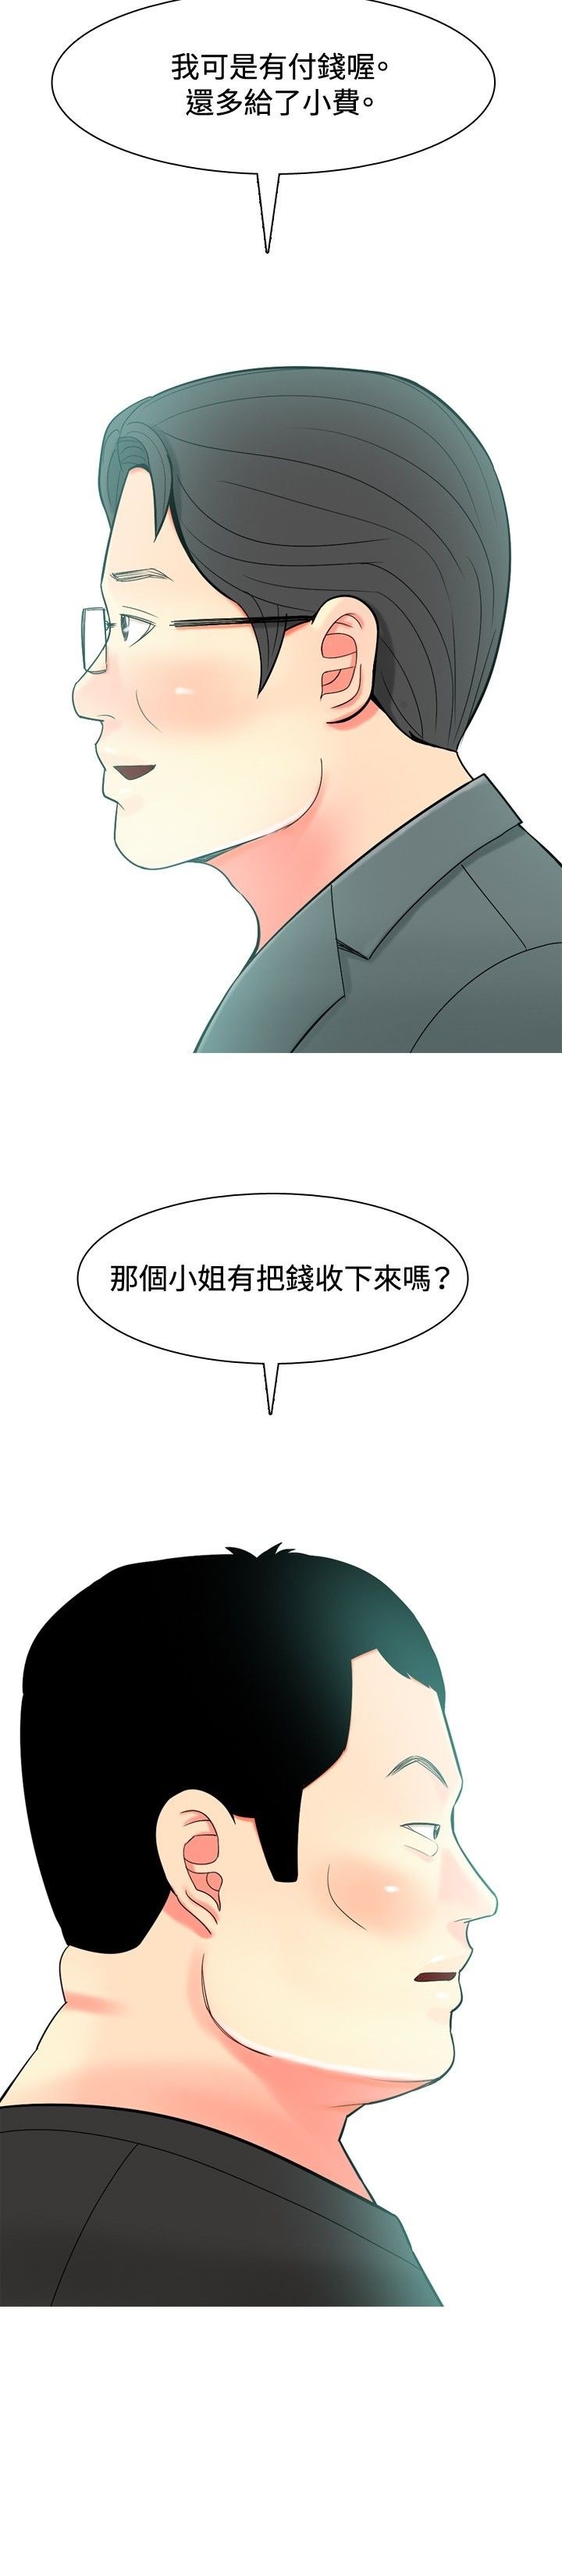 我可是有付錢喔。
還多給了小費。
那個小姐有把錢收下來嗎？